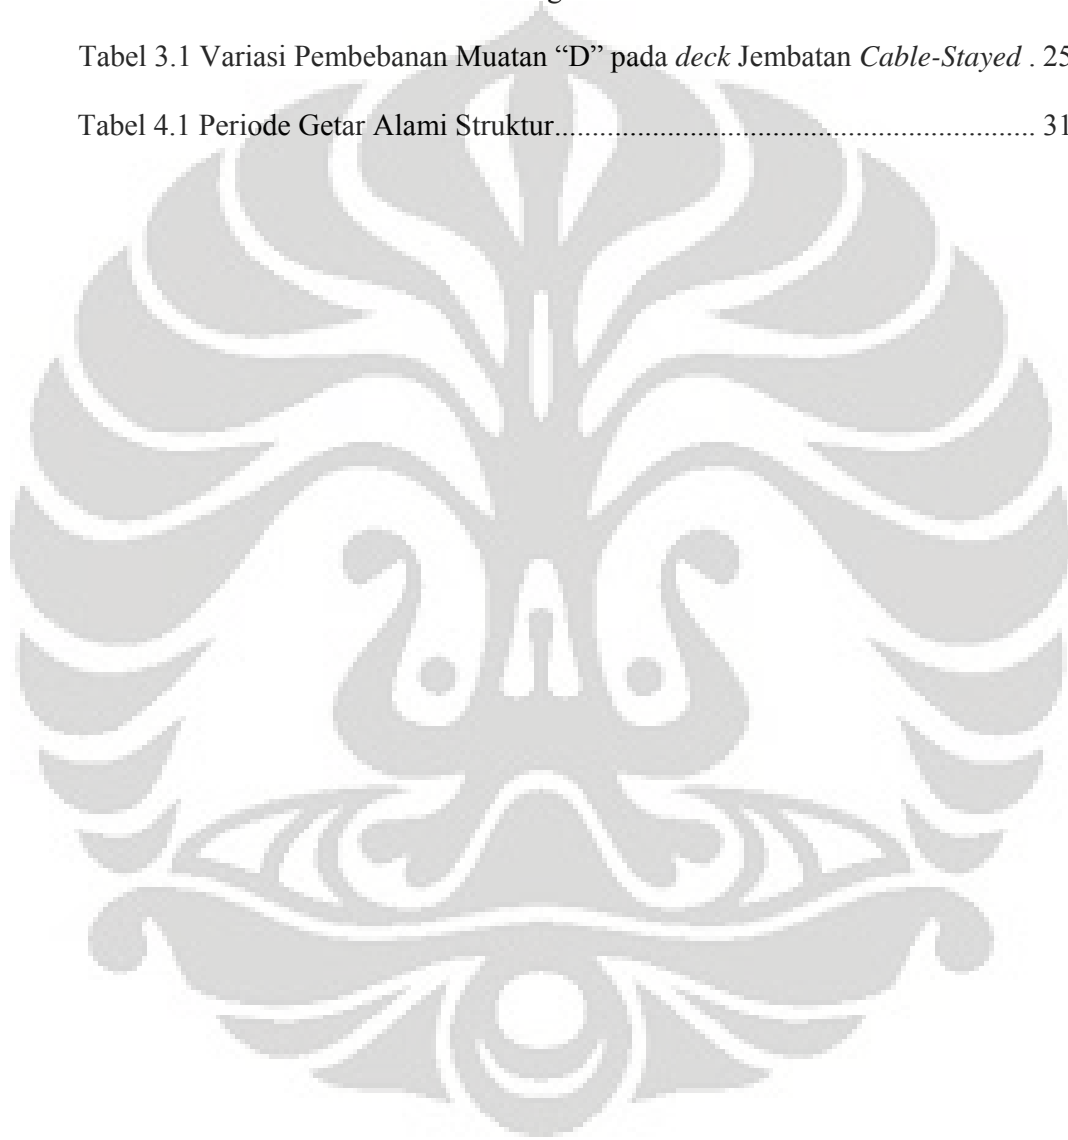 Tabel 3.1 Variasi Pembebanan Muatan “D” pada deck Jembatan Cable-Stayed . 25
Tabel 4.1 Periode Getar Alami Struktur................................................................ 31